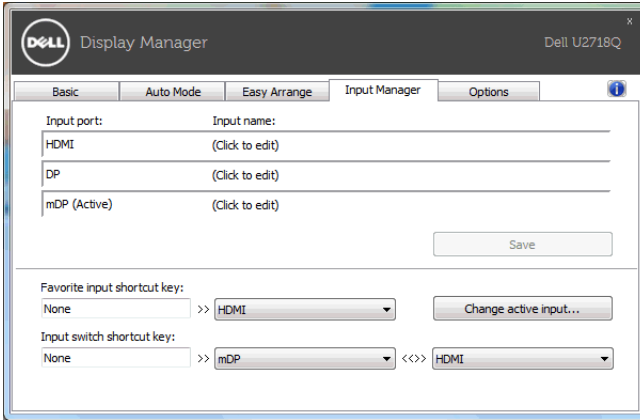 DELL Display Manager Dell U2718Q
x
Basic Auto Mode Easy Arrange Input Manager Options i
Input port: Input name:
HDMI (Click to edit)
DP (Click to edit)
mDP (Active) (Click to edit)
Save
Favorite input shortcut key:
None >> HDMI Change active input...
Input switch shortcut key:
None >> mDP <<>> HDMI